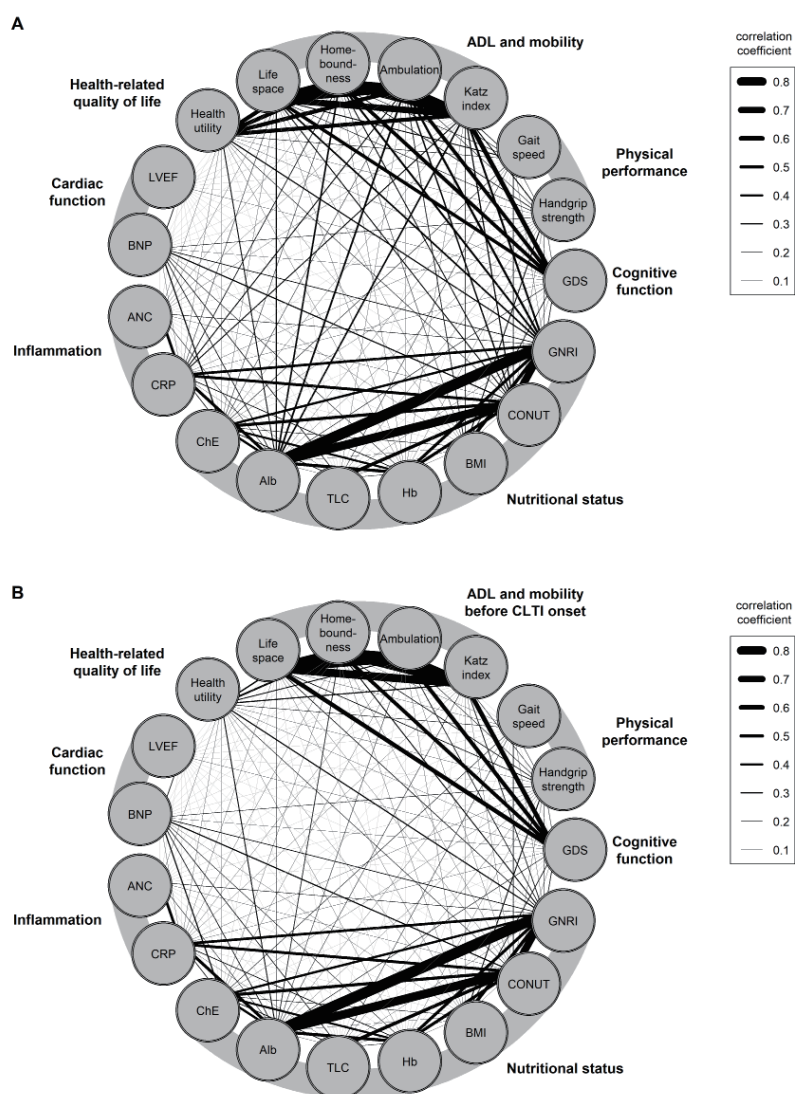 A
ADL and mobility
correlation
coefficient
0.8
0.7
0.6
0.5
0.4
0.3
0.2
0.1
Home-
bound-
ness
Life
space
Ambulation
Katz
index
Health-related
quality of life
Health
utility
Gait
speed
Physical
performance
Cardiac
function
LVEF
Handgrip
strength
BNP
GDS
Cognitive
function
ANC
Inflammation
GNRI
CRP
CONUT
ChE
BMI
Alb
TLC
Hb
Nutritional status
B
ADL and mobility
before CLTI onset
correlation
coefficient
0.8
0.7
0.6
0.5
0.4
0.3
0.2
0.1
Home-
bound-
ness
Life
space
Ambulation
Katz
index
Health-related
quality of life
Health
utility
Gait
speed
Physical
performance
Cardiac
function
LVEF
Handgrip
strength
BNP
GDS
Cognitive
function
ANC
Inflammation
GNRI
CRP
CONUT
ChE
BMI
Alb
TLC
Hb
Nutritional status